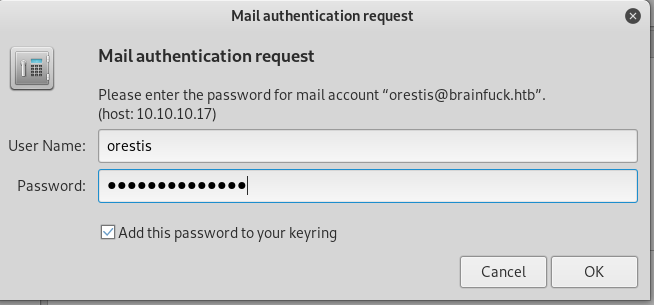 Mail authentication request
Mail authentication request
Please enter the password for mail account “orestis@brainfuck.htb”.
(host: 10.10.10.17)
User Name: orestis
Password: ●●●●●●●●●●●●●●
Add this password to your keyring
Cancel OK